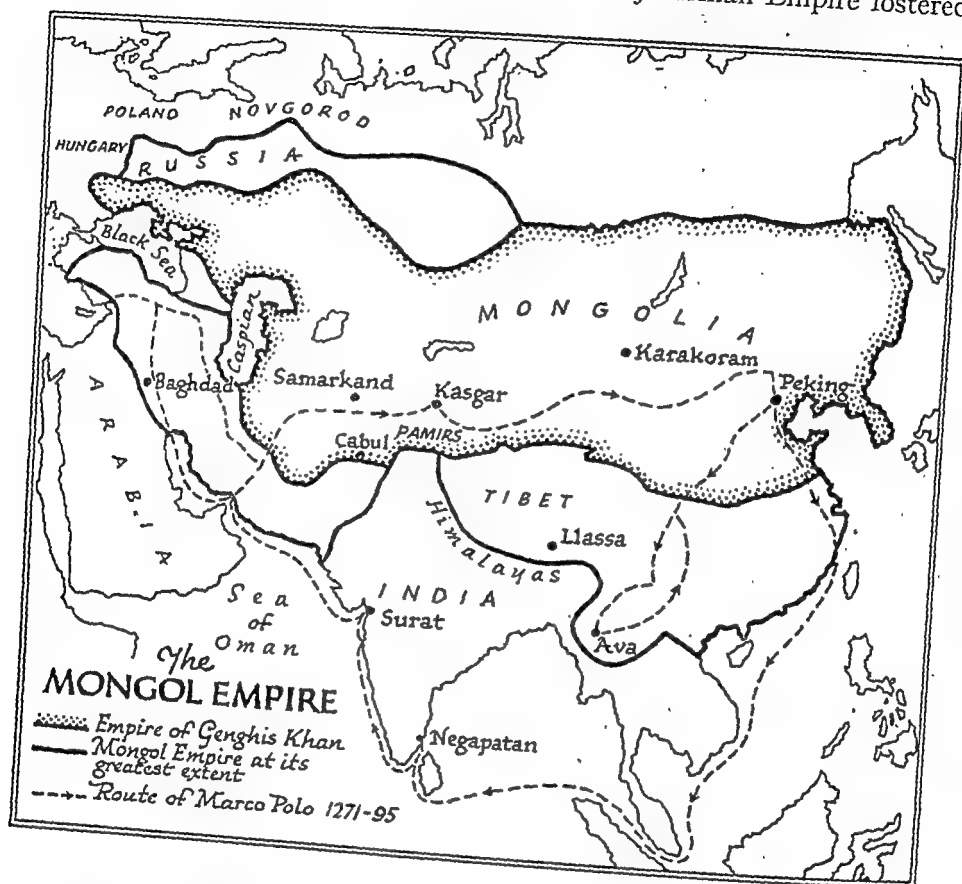 Empire fostered
POLAND NOVGOROD
HUNGARY
RUSSIA
Black Sea
Caspian
MONGOLIA
Karakoram
Baghdad
Samarkand
Kasgar
Peking
Cabul
PAMIRS
ARABIA
TIBET
Himalayas
Llassa
INDIA
Sea
of
Oman
Surat
Ava
Negapatan
The
MONGOL EMPIRE
Empire of Genghis Khan
Mongol Empire at its
greatest extent
Route of Marco Polo 1271-95